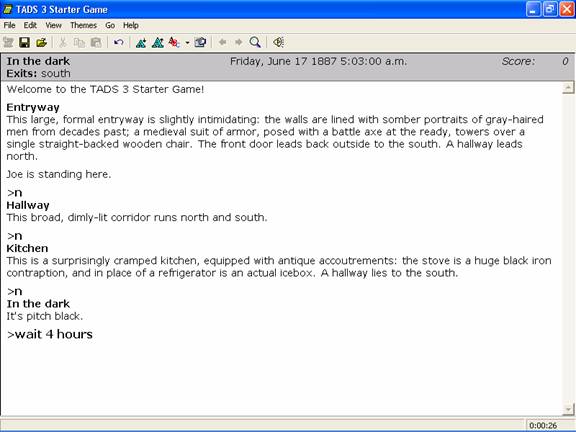 TADS 3 Starter Game
File Edit View Themes Go Help
In the dark Friday, June 17 1887 5:03:00 a.m. Score: 0
Exits: south
Welcome to the TADS 3 Starter Game!
Entryway
This large, formal entryway is slightly intimidating: the walls are lined with somber portraits of gray-haired
men from decades past; a medieval suit of armor, posed with a battle axe at the ready, towers over a
single straight-backed wooden chair. The front door leads back outside to the south. A hallway leads
north.
Joe is standing here.
>n
Hallway
This broad, dimly-lit corridor runs north and south.
>n
Kitchen
This is a surprisingly cramped kitchen, equipped with antique accoutrements: the stove is a huge black iron
contraption, and in place of a refrigerator is an actual icebox. A hallway lies to the south.
>n
In the dark
It's pitch black.
>wait 4 hours
0:00:26